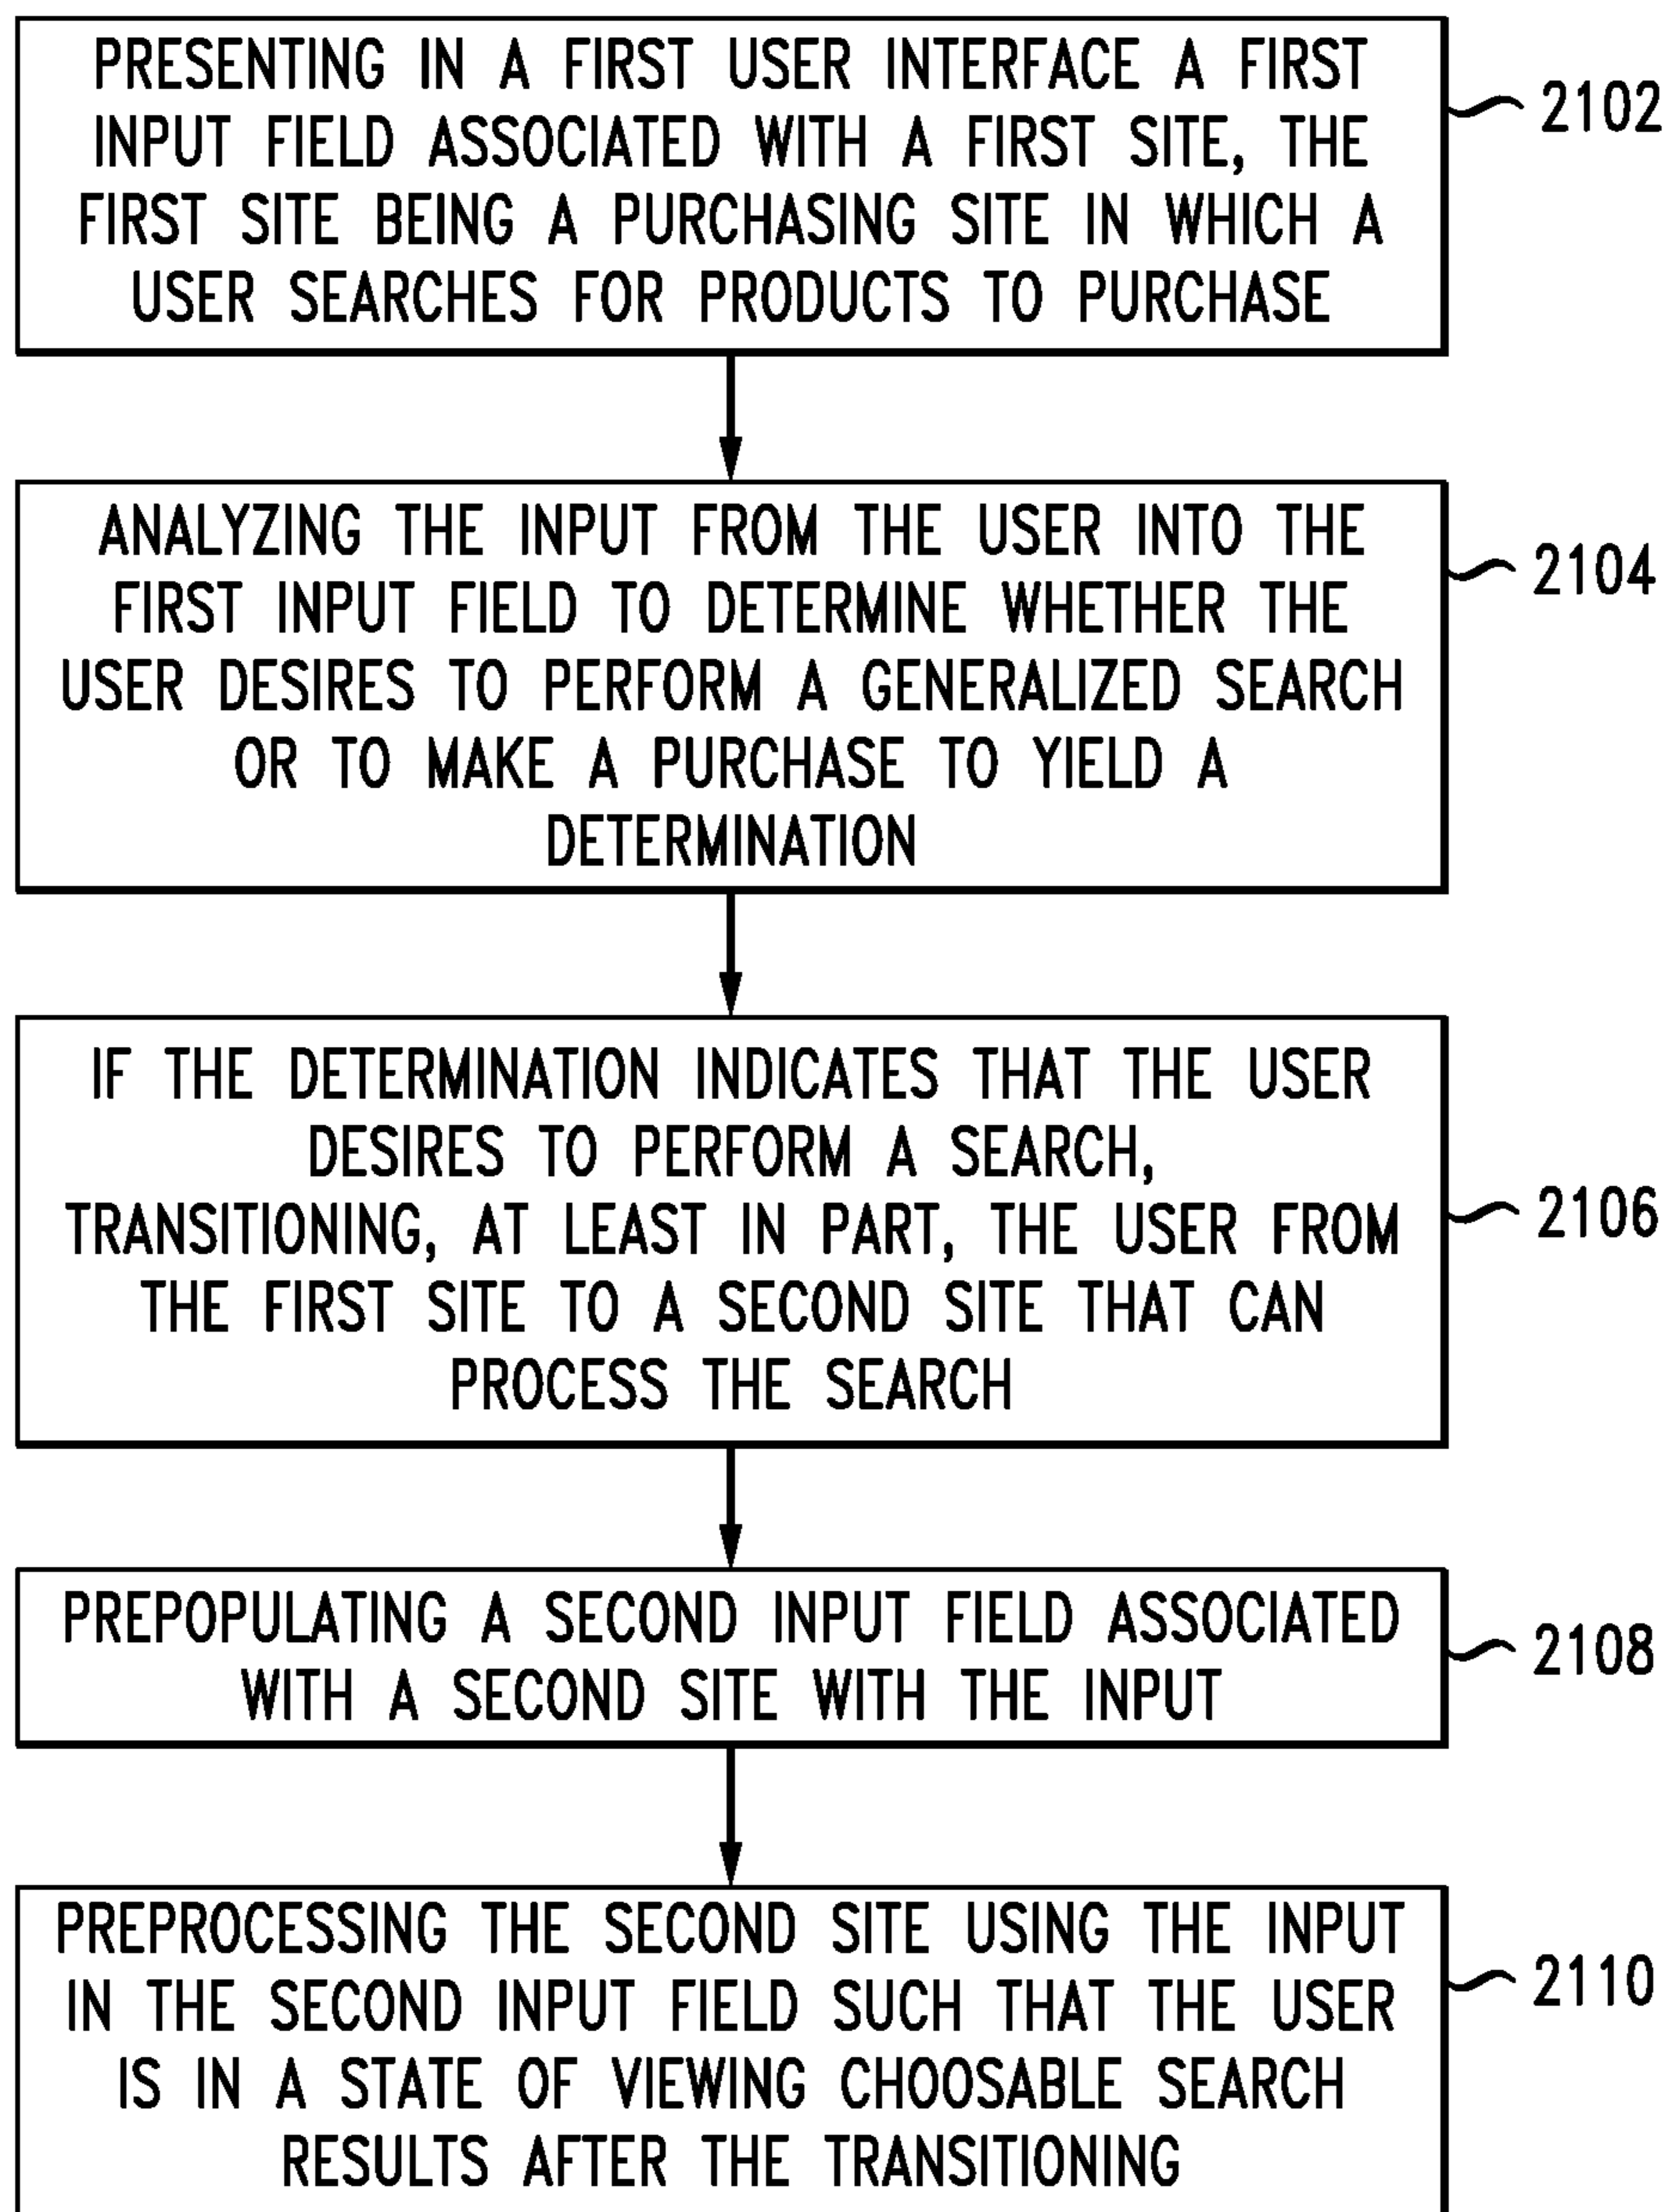 PRESENTING IN A FIRST USER INTERFACE A FIRST
INPUT FIELD ASSOCIATED WITH A FIRST SITE, THE
FIRST SITE BEING A PURCHASING SITE IN WHICH A
USER SEARCHES FOR PRODUCTS TO PURCHASE
2102
ANALYZING THE INPUT FROM THE USER INTO THE
FIRST INPUT FIELD TO DETERMINE WHETHER THE
USER DESIRES TO PERFORM A GENERALIZED SEARCH
OR TO MAKE A PURCHASE TO YIELD A
DETERMINATION
2104
IF THE DETERMINATION INDICATES THAT THE USER
DESIRES TO PERFORM A SEARCH,
TRANSITIONING, AT LEAST IN PART, THE USER FROM
THE FIRST SITE TO A SECOND SITE THAT CAN
PROCESS THE SEARCH
2106
PREPOPULATING A SECOND INPUT FIELD ASSOCIATED
WITH A SECOND SITE WITH THE INPUT
2108
PREPROCESSING THE SECOND SITE USING THE INPUT
IN THE SECOND INPUT FIELD SUCH THAT THE USER
IS IN A STATE OF VIEWING CHOOSABLE SEARCH
RESULTS AFTER THE TRANSITIONING
2110